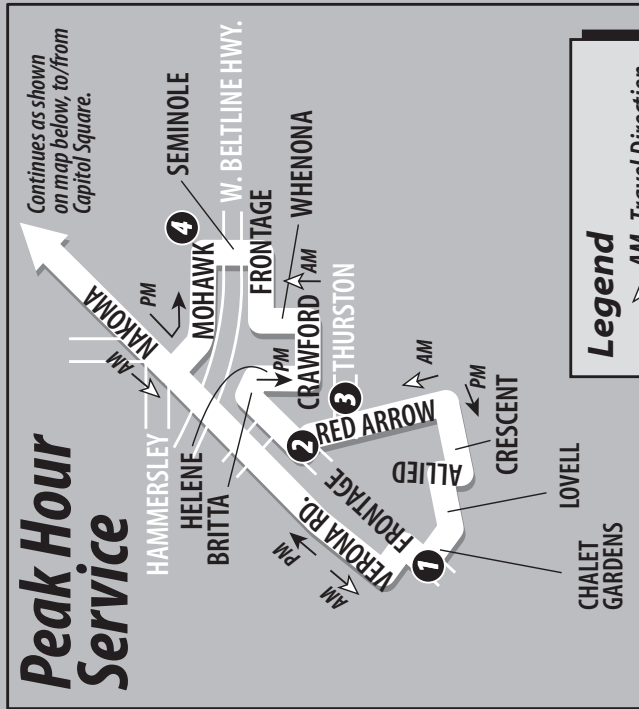 Peak Hour
Service
Continues as shown
on map below, to/from
Capitol Square.
NAKOMA
PM
AM
HAMMERSLEY
MOHAWK
4
SEMINOLE
W. BELTLINE HWY.
FRONTAGE
WHENONA
AM
HELENE
BRITTA
PM
CRAWFORD
THURSTON
3
2
RED ARROW
AM
PM
VERONA RD.
FRONTAGE
PM
AM
ALLIED
CRESCENT
1
LOVELL
CHALET
GARDENS
Legend
AM Travel Direction